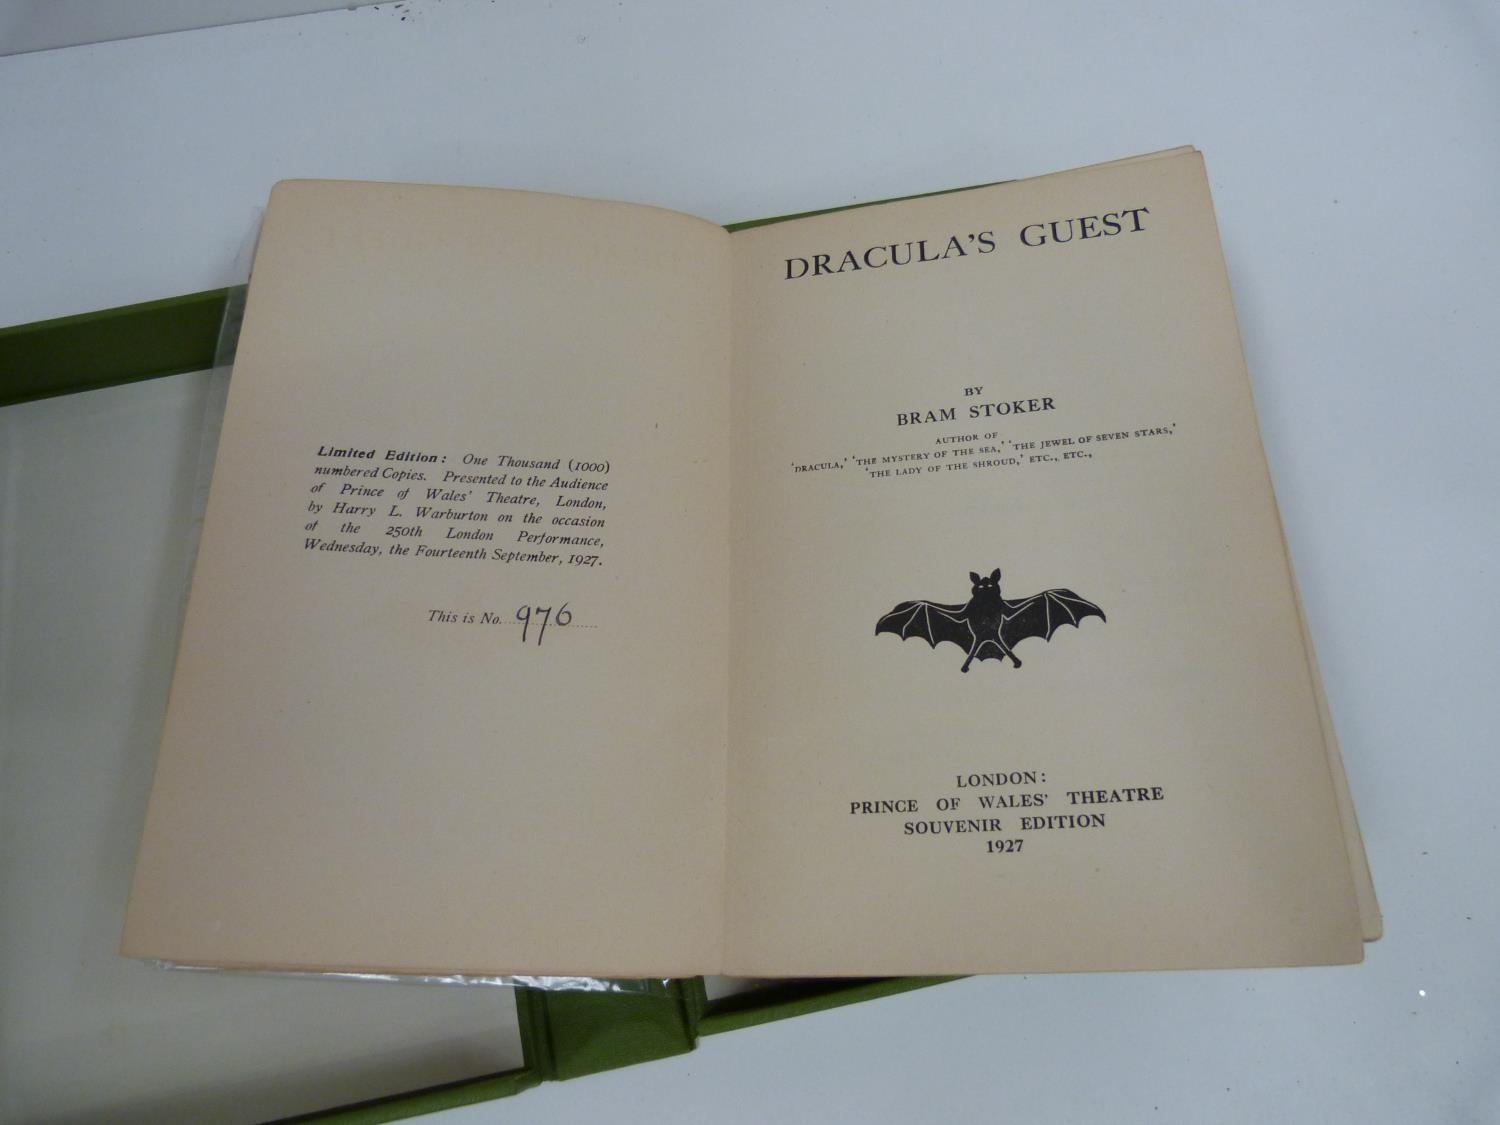 Limited Edition: One Thousand (1000)
numbered Copies. Presented to the Audience
of Prince of Wales' Theatre, London,
by Harry L. Warburton on the occasion
of the 250th London Performance,
Wednesday, the Fourteenth September, 1927.
This is No. 976
DRACULA'S GUEST
BY
BRAM STOKER
AUTHOR OF
'DRACULA,' 'THE MYSTERY OF THE SEA,' 'THE JEWEL OF SEVEN STARS,'
'THE LADY OF THE SHROUD,' ETC., ETC.,
LONDON:
PRINCE OF WALES' THEATRE
SOUVENIR EDITION
1927